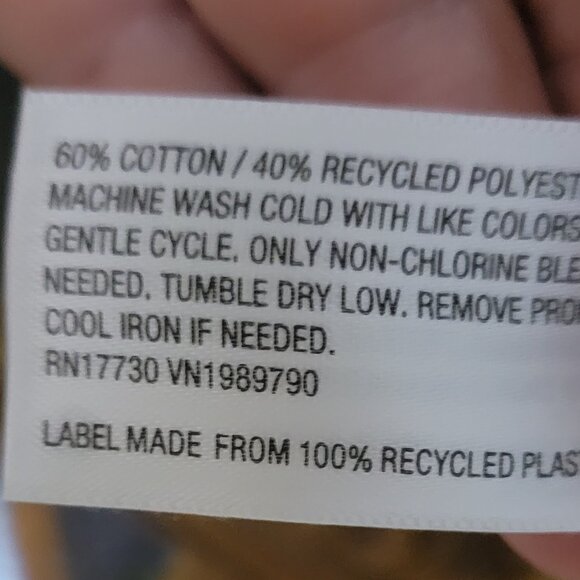 60% COTTON / 40% RECYCLED POLYEST
MACHINE WASH COLD WITH LIKE COLORS
GENTLE CYCLE. ONLY NON-CHLORINE BLE
NEEDED. TUMBLE DRY LOW. REMOVE PRO
COOL IRON IF NEEDED.
RN17730 VN1989790
LABEL MADE FROM 100% RECYCLED PLAS